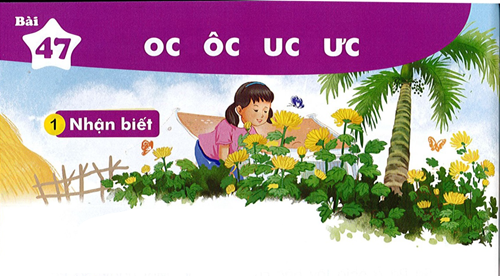 Bài
47
oc ôc uc ưc
1 Nhận biết